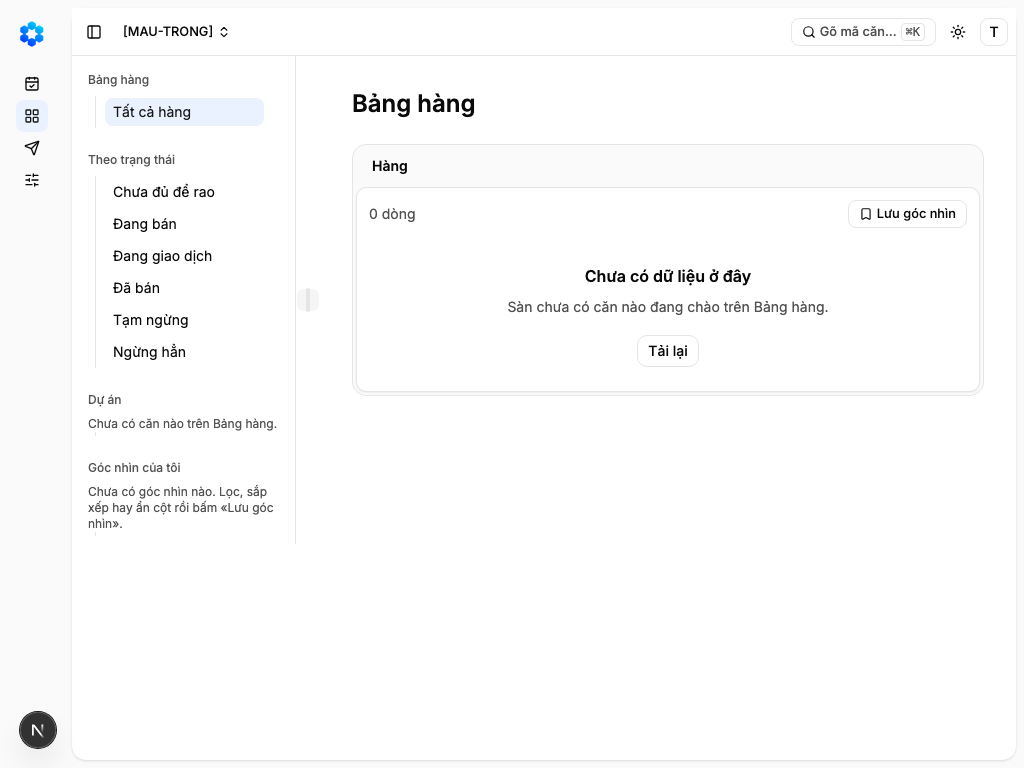 [MAU-TRONG]
Gõ mã căn... ⌘K
T
Bảng hàng
Tất cả hàng
Theo trạng thái
Chưa đủ để rao
Đang bán
Đang giao dịch
Đã bán
Tạm ngừng
Ngừng hẳn
Dự án
Chưa có căn nào trên Bảng hàng.
Góc nhìn của tôi
Chưa có góc nhìn nào. Lọc, sắp
xếp hay ẩn cột rồi bấm «Lưu góc
nhìn».
Bảng hàng
Hàng
0 dòng
Lưu góc nhìn
Chưa có dữ liệu ở đây
Sàn chưa có căn nào đang chào trên Bảng hàng.
Tải lại
N